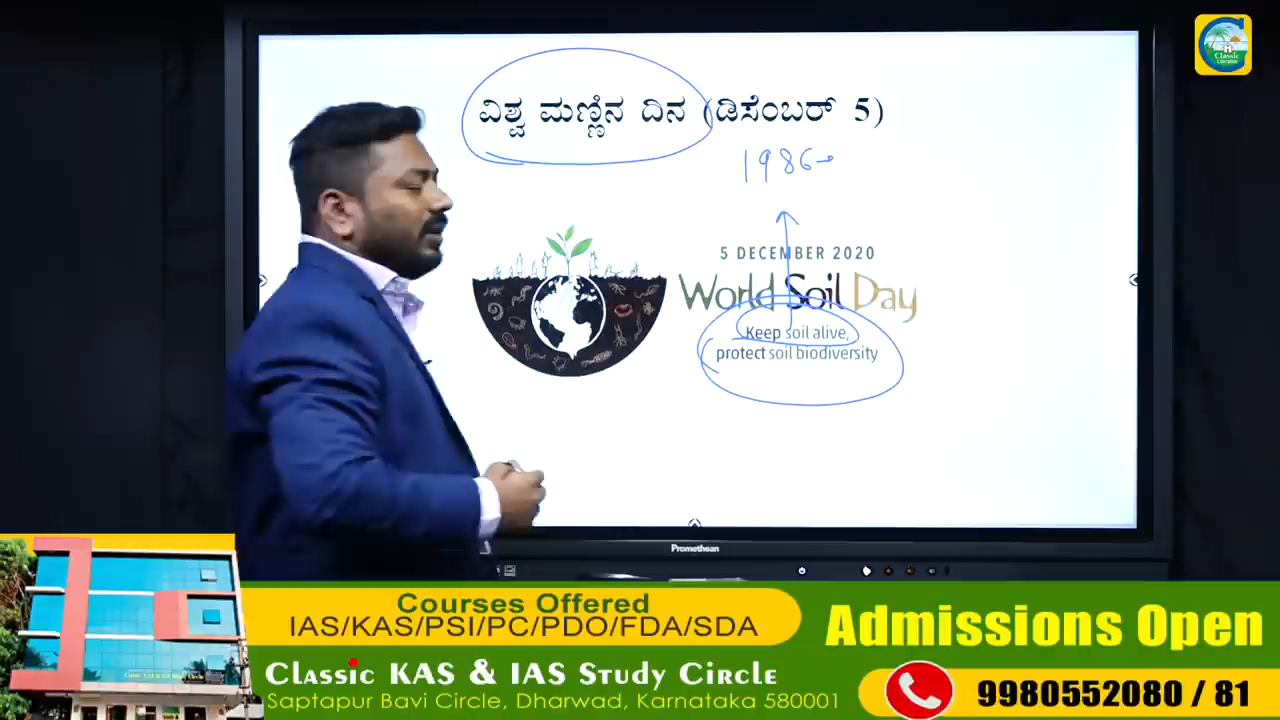 Classic
Education
ವಿಶ್ವ ಮಣ್ಣಿನ ದಿನ (ಡಿಸೆಂಬರ್ 5)
1986
5 DECEMBER 2020
World Soil Day
Keep soil alive,
protect soil biodiversity
Promethean
Courses Offered
IAS/KAS/PSI/PC/PDO/FDA/SDA
Classic KAS & IAS Study Circle
Saptapur Bavi Circle, Dharwad, Karnataka 580001
Admissions Open
9980552080 / 81